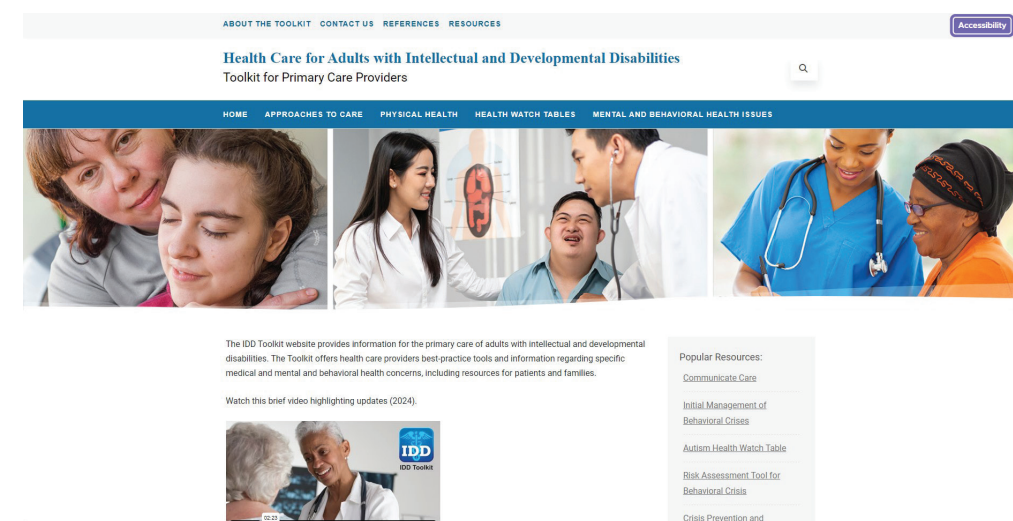 ABOUT THE TOOLKIT CONTACT US REFERENCES RESOURCES
Accessibility
Health Care for Adults with Intellectual and Developmental Disabilities
Toolkit for Primary Care Providers
HOME APPROACHES TO CARE PHYSICAL HEALTH HEALTH WATCH TABLES MENTAL AND BEHAVIORAL HEALTH ISSUES
The IDD Toolkit website provides information for the primary care of adults with intellectual and developmental
disabilities. The Toolkit offers health care providers best-practice tools and information regarding specific
medical and mental and behavioral health concerns, including resources for patients and families.
Watch this brief video highlighting updates (2024).
IDD
IDD Toolkit
02:23
Popular Resources:
Communicate Care
Initial Management of
Behavioral Crises
Autism Health Watch Table
Risk Assessment Tool for
Behavioral Crisis
Crisis Prevention and